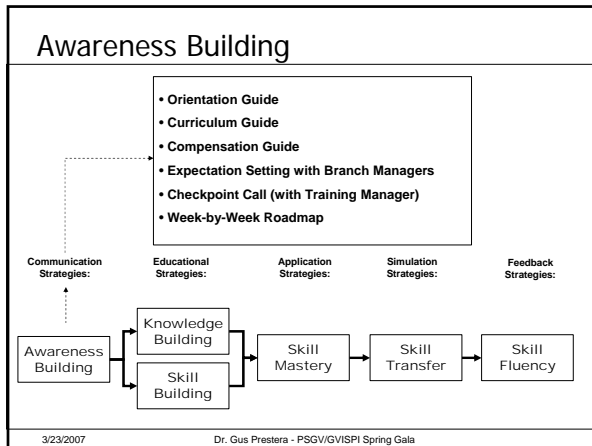 Awareness Building
• Orientation Guide
• Curriculum Guide
• Compensation Guide
• Expectation Setting with Branch Managers
• Checkpoint Call (with Training Manager)
• Week-by-Week Roadmap
Communication
Strategies:
Educational
Strategies:
Application
Strategies:
Simulation
Strategies:
Feedback
Strategies:
Awareness
Building
Knowledge
Building
Skill
Building
Skill
Mastery
Skill
Transfer
Skill
Fluency
3/23/2007
Dr. Gus Prestera - PSGV/GVISPI Spring Gala